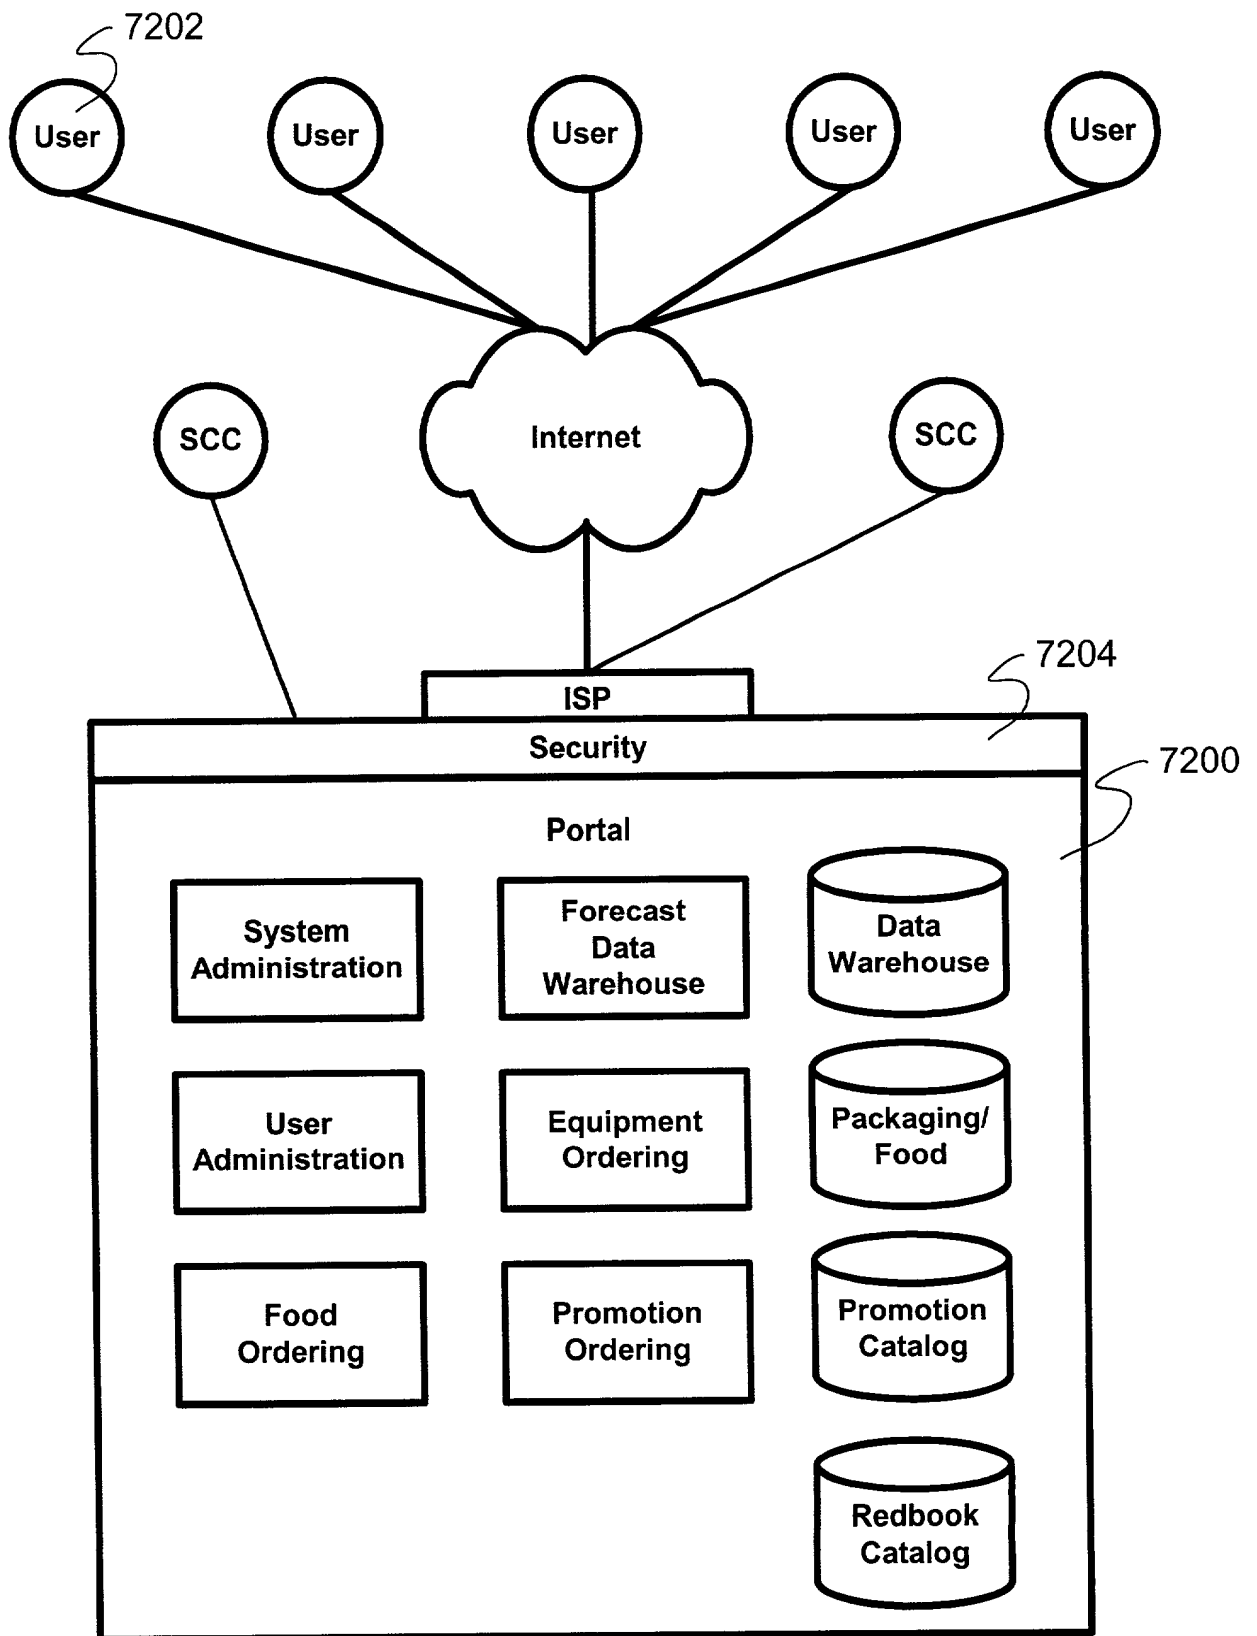 7202
User
User
User
User
User
SCC
Internet
SCC
7204
ISP
Security
7200
Portal
System
Administration
Forecast
Data
Warehouse
Data
Warehouse
User
Administration
Equipment
Ordering
Packaging/
Food
Food
Ordering
Promotion
Ordering
Promotion
Catalog
Redbook
Catalog